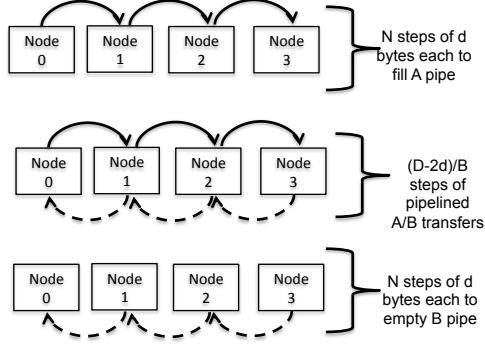 Node
0
Node
1
Node
2
Node
3
N steps of d
bytes each to
fill A pipe
Node
0
Node
1
Node
2
Node
3
(D-2d)/B
steps of
pipelined
A/B transfers
Node
0
Node
1
Node
2
Node
3
N steps of d
bytes each to
empty B pipe